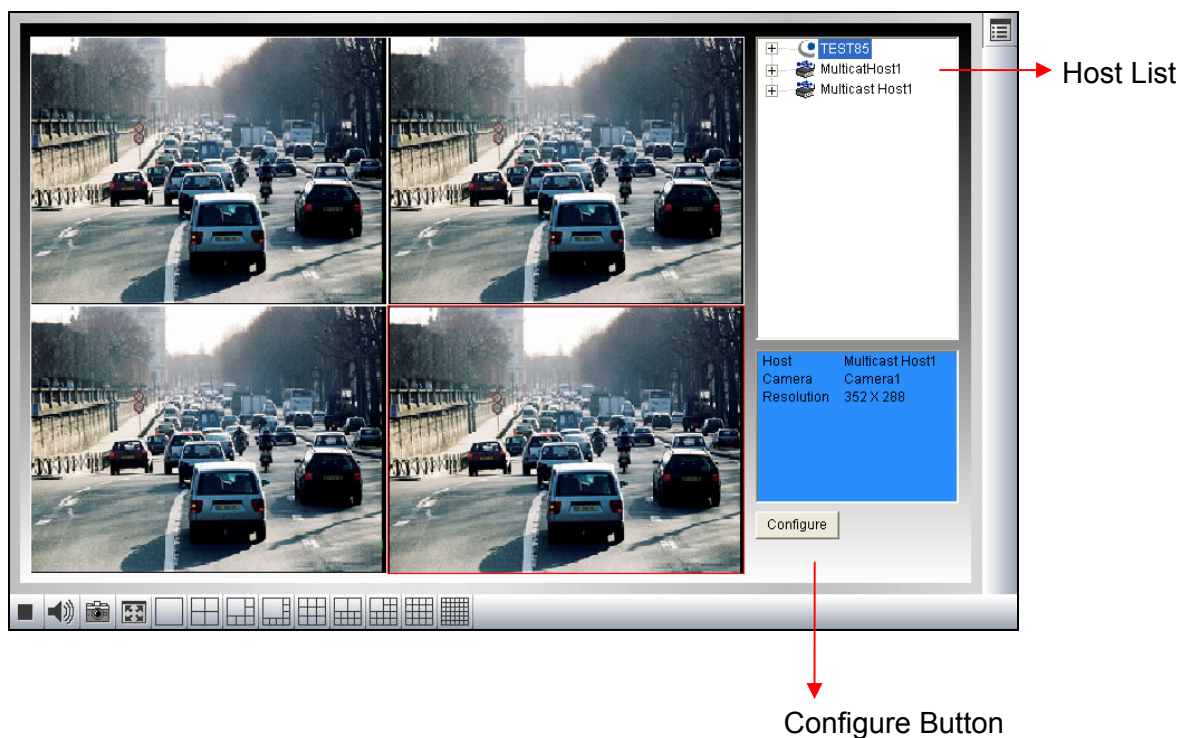 TEST85
MulticatHost1
Multicast Host1
Host List
Host Multicast Host1
Camera Camera1
Resolution 352 X 288
Configure
Configure Button